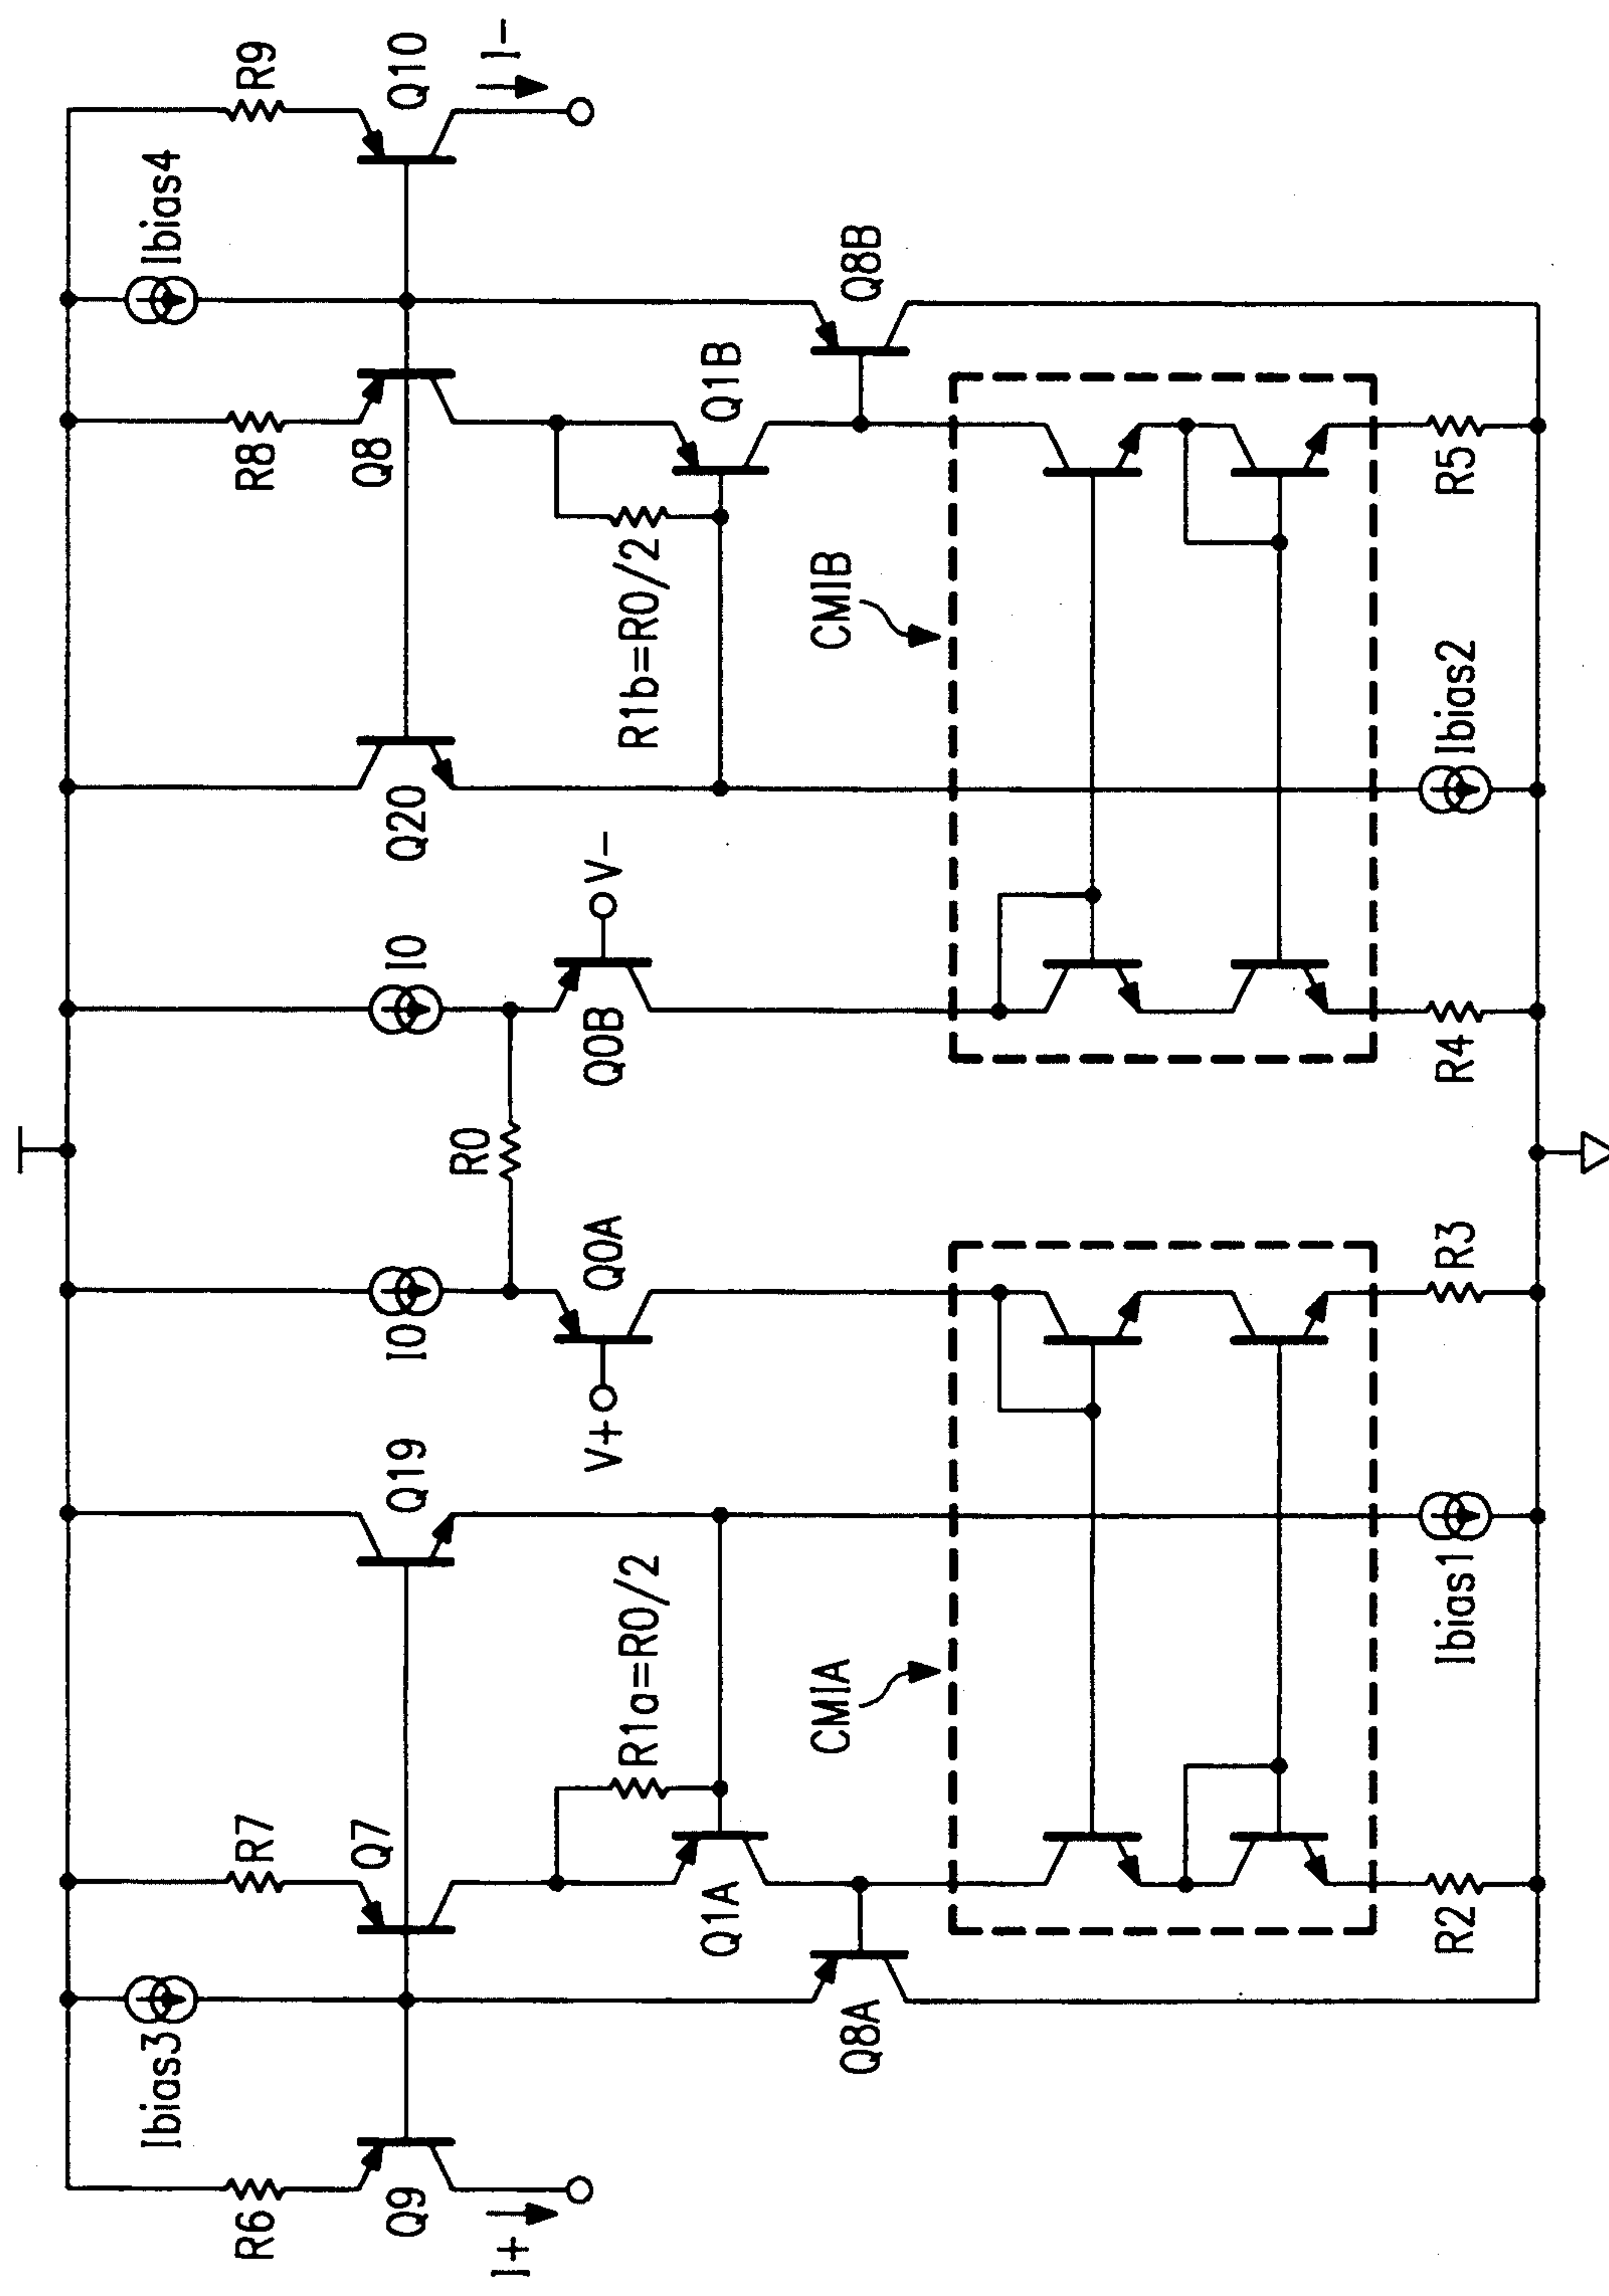 R9
Q10
I-
Ibias4
R8
Q8
Q1B
Q8B
R1b=R0/2
CMIB
R5
Q20
Ibias2
V-
I0
Q0B
R4
R0
I0
Q0A
V+
R3
Q19
R1a=R0/2
CMIA
Ibias1
R7
Q7
Q1A
R2
Ibias3
Q8A
R6
Q9
I+